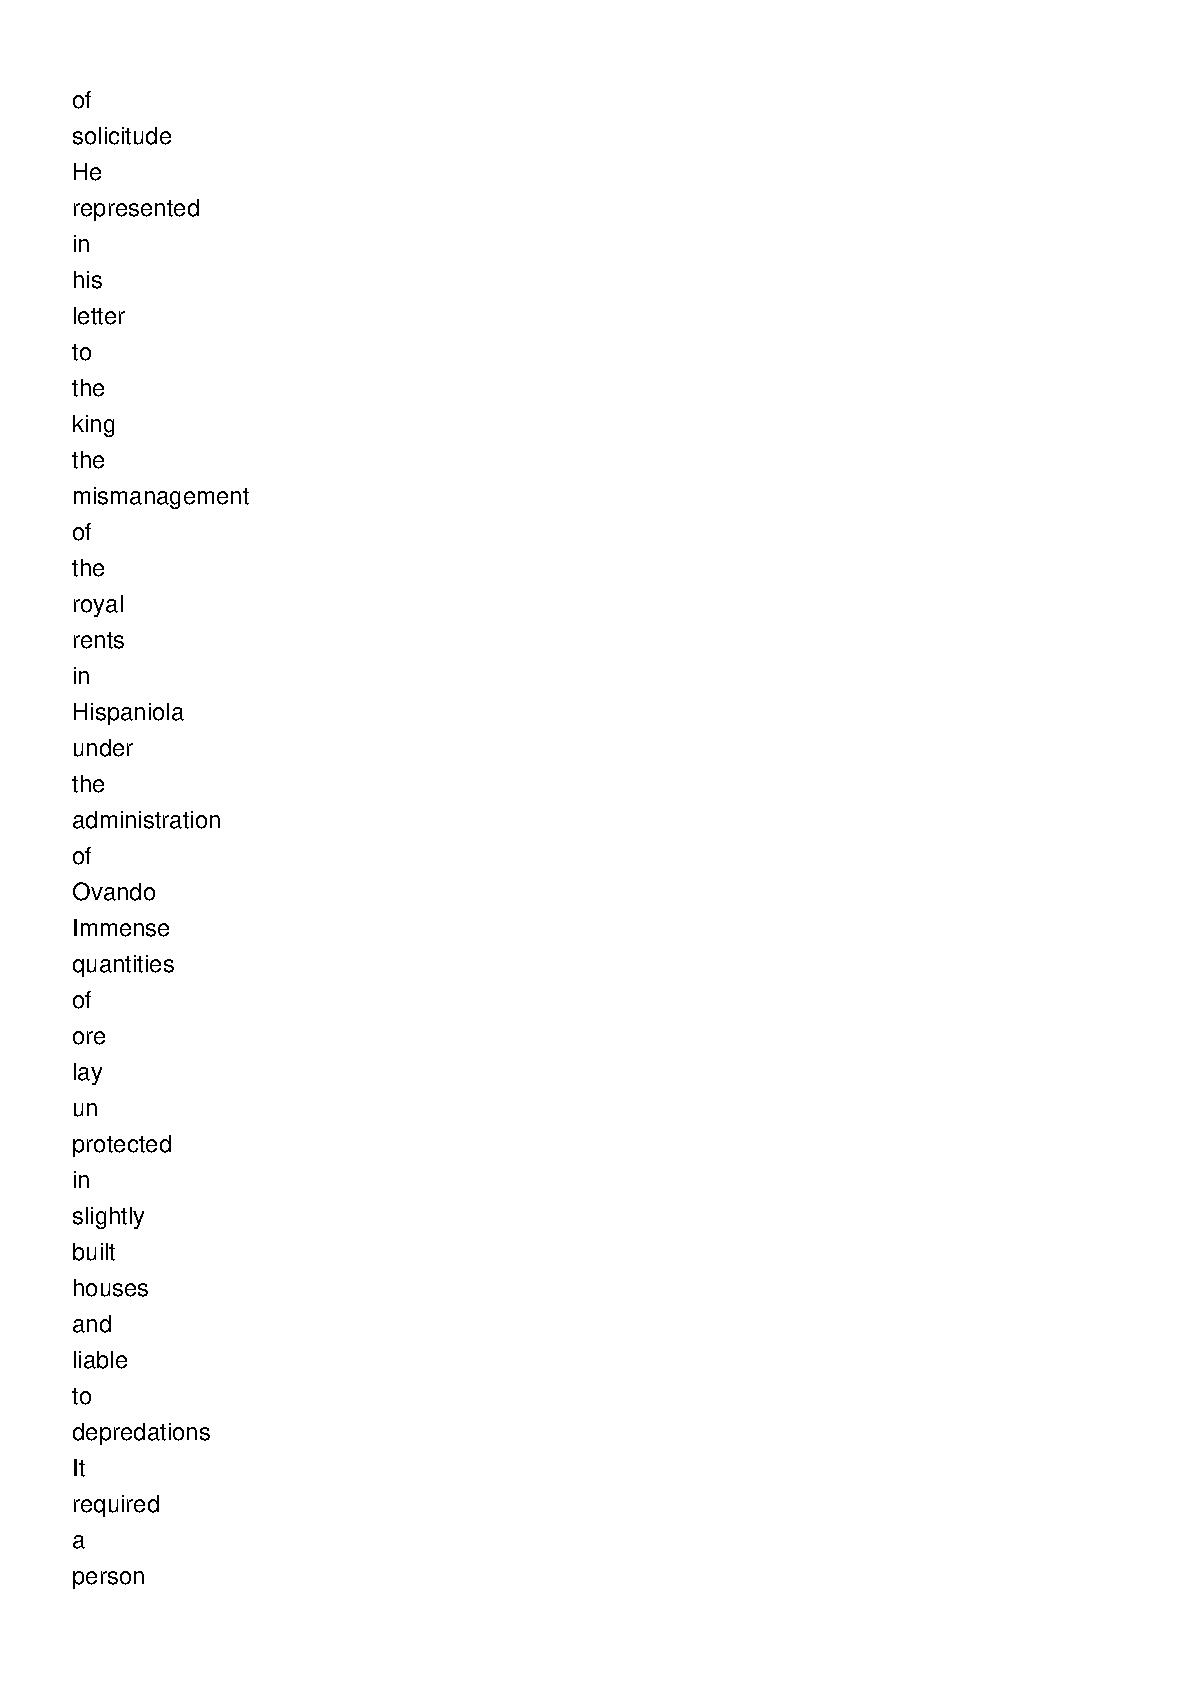 of
solicitude
He
represented
in
his
letter
to
the
king
the
mismanagement
of
the
royal
rents
in
Hispaniola
under
the
administration
of
Ovando
Immense
quantities
of
ore
lay
un
protected
in
slightly
built
houses
and
liable
to
depredations
It
required
a
person